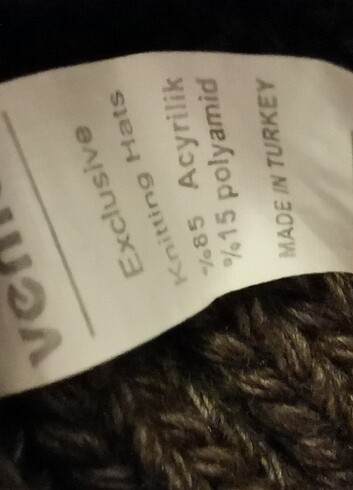 Exclusive
Knitting Hats
%85 Acyrilik
%15 polyamid
MADE IN TURKEY